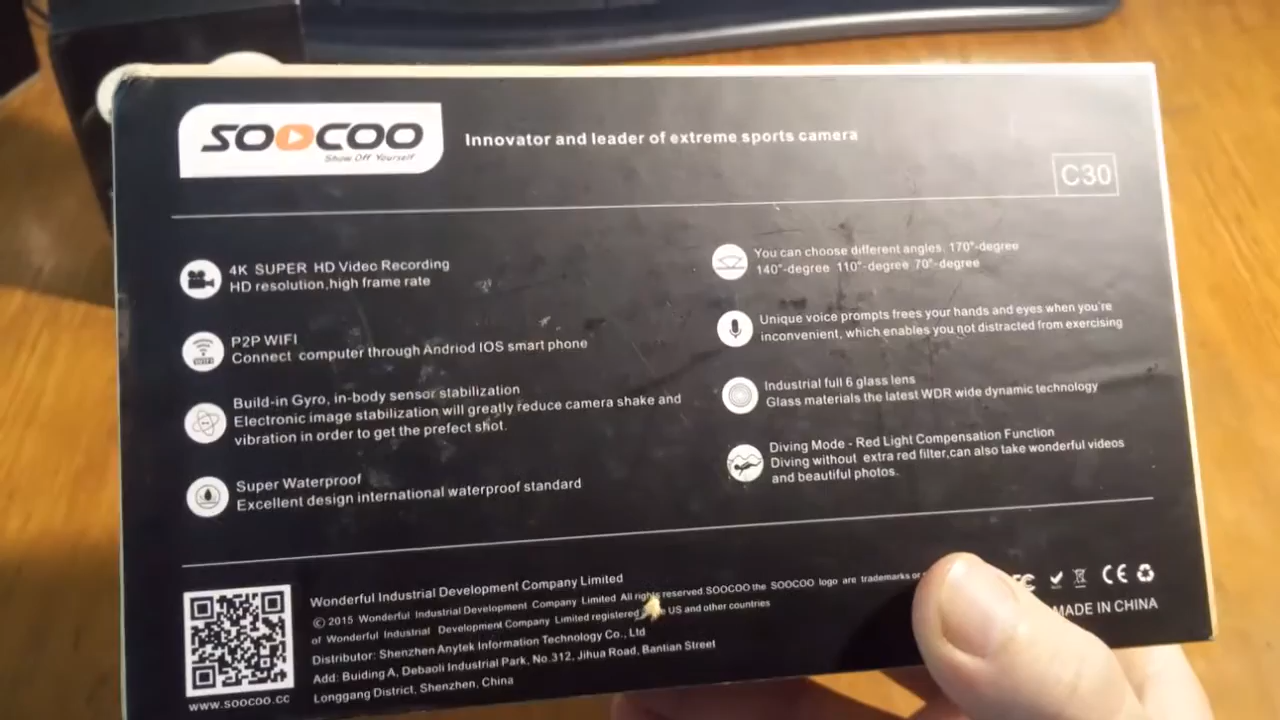 SOOCOO
Show Off Yourself
Innovator and leader of extreme sports camera
C30
4K SUPER HD Video Recording
HD resolution,high frame rate
P2P WIFI
Connect computer through Andriod IOS smart phone
Build-in Gyro, in-body sensor stabilization
Electronic image stabilization will greatly reduce camera shake and
vibration in order to get the prefect shot.
Super Waterproof
Excellent design international waterproof standard
You can choose different angles. 170°-degree
140°-degree 110°-degree 70°-degree
Unique voice prompts frees your hands and eyes when you're
inconvenient, which enables you not distracted from exercising
Industrial full 6 glass lens
Glass materials the latest WDR wide dynamic technology
Diving Mode - Red Light Compensation Function
Diving without extra red filter,can also take wonderful videos
and beautiful photos.
Wonderful Industrial Development Company Limited
© 2015 Wonderful Industrial Development Company Limited All rights reserved.SOOCOO the SOOCOO logo are trademarks or
of Wonderful Industrial Development Company Limited registered US and other countries
Distributor: Shenzhen Anytek Information Technology Co., Ltd
Add: Buiding A, Debaoli Industrial Park, No.312, Jihua Road, Bantian Street
Longgang District, Shenzhen, China
www.soocoo.cc
CE
MADE IN CHINA